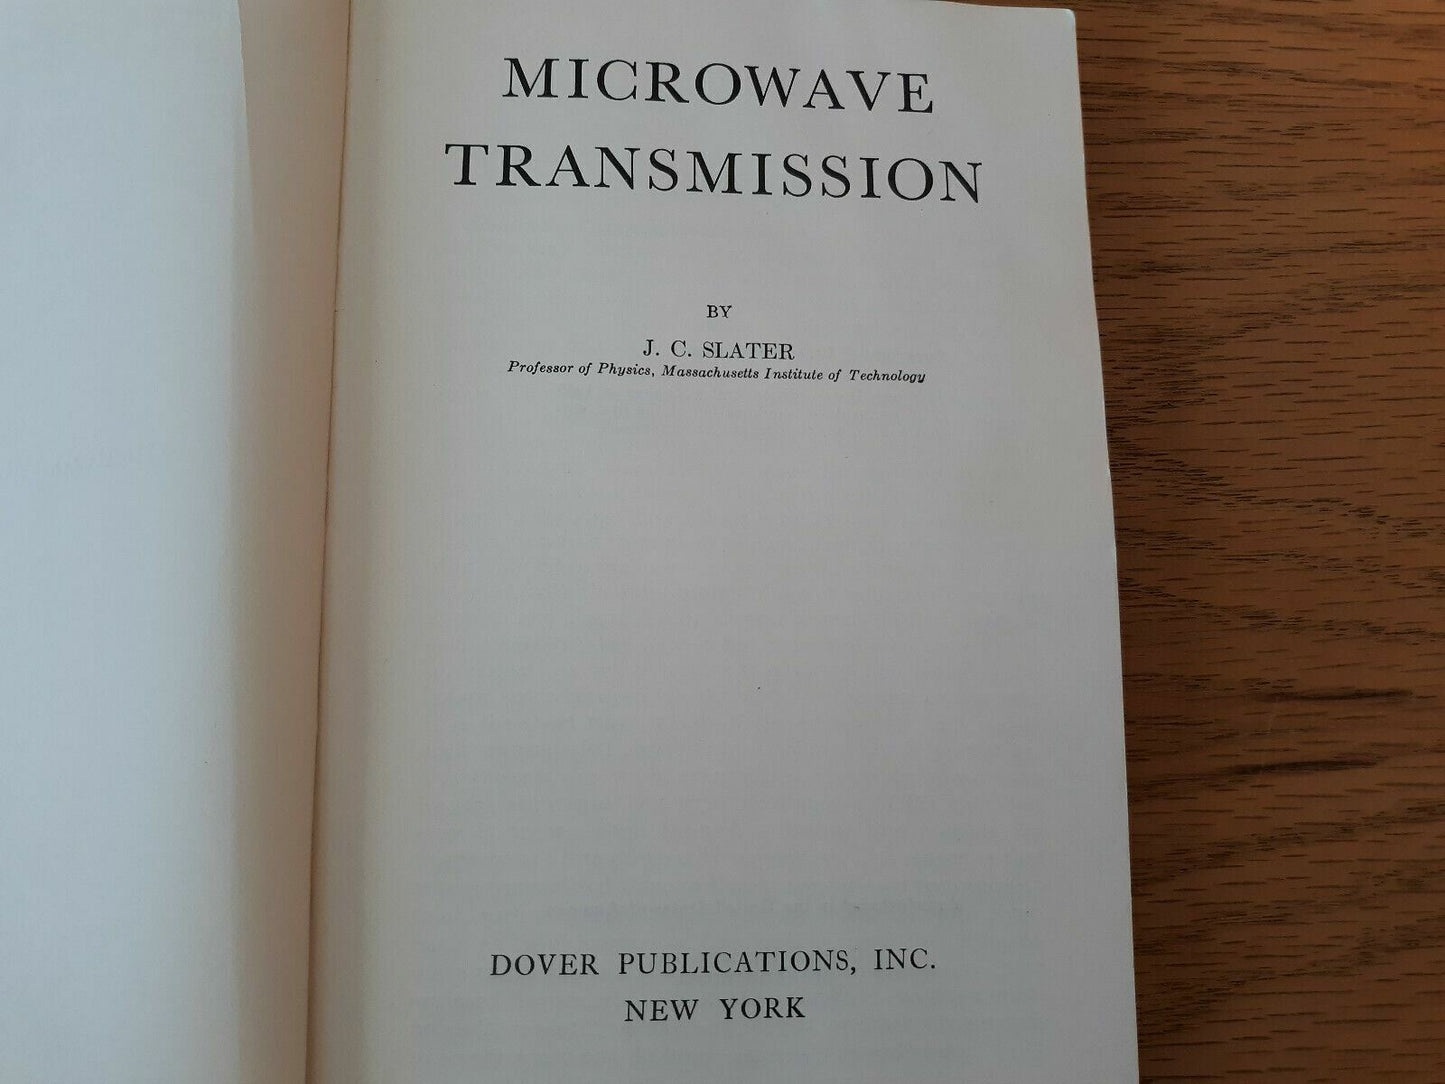 MICROWAVE
TRANSMISSION
BY
J. C. SLATER
Professor of Physics, Massachusetts Institute of Technology
DOVER PUBLICATIONS, INC.
NEW YORK